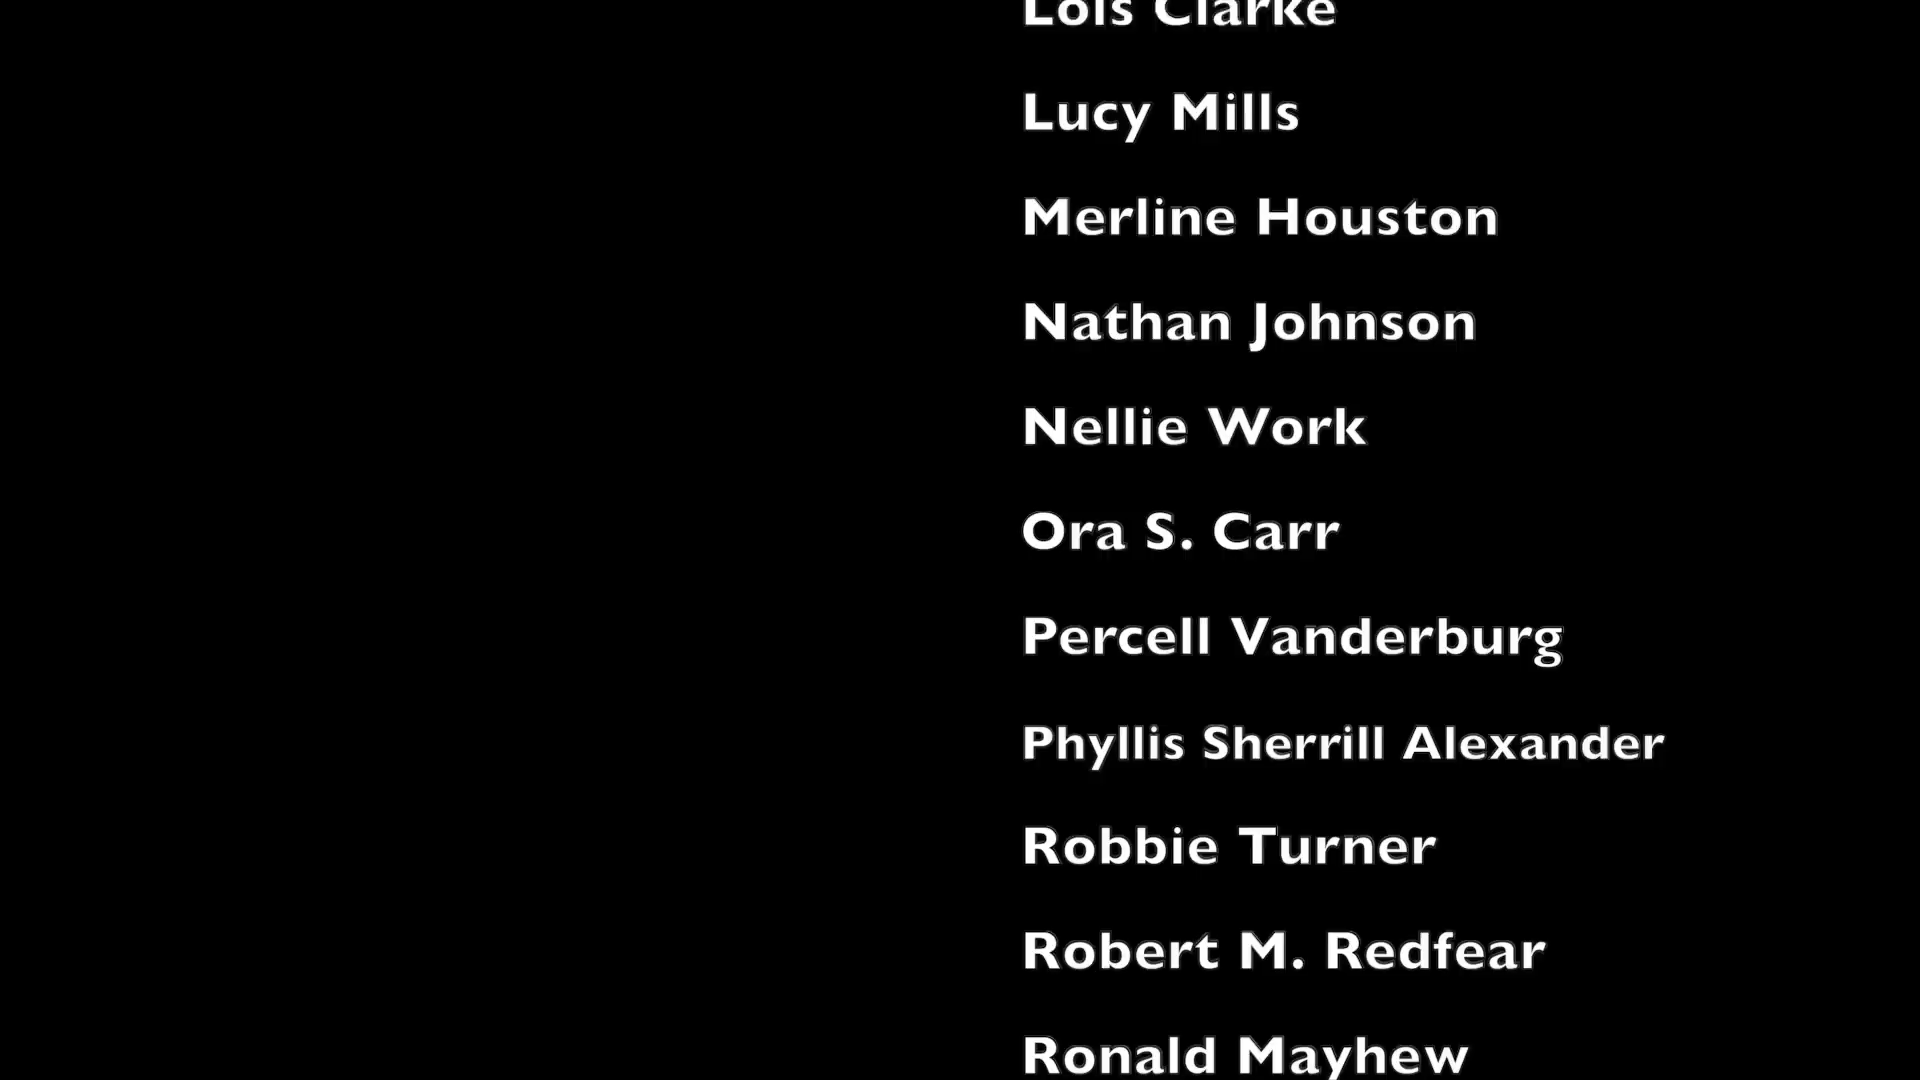 Lois Clarke
Lucy Mills
Merline Houston
Nathan Johnson
Nellie Work
Ora S. Carr
Percell Vanderburg
Phyllis Sherrill Alexander
Robbie Turner
Robert M. Redfear
Ronald Mayhew